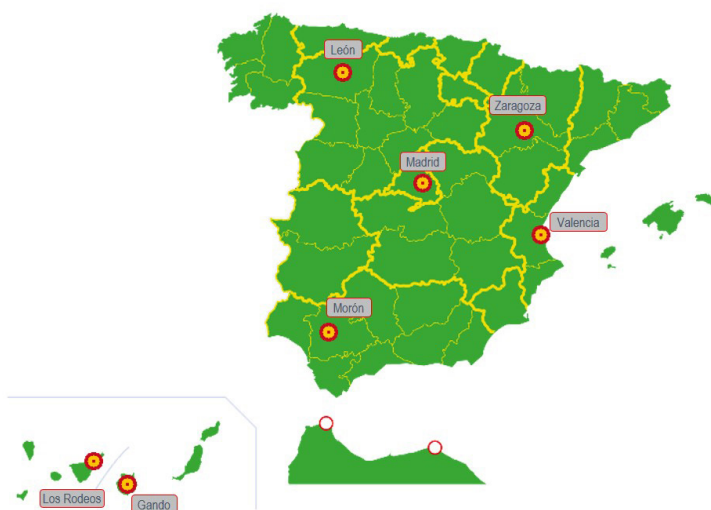 León
Zaragoza
Madrid
Valencia
Morón
Los Rodeos
Gando